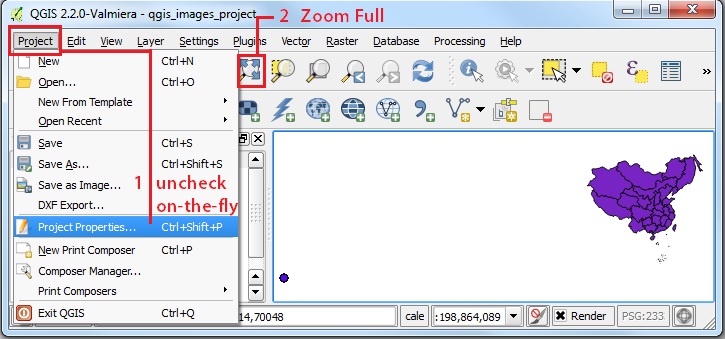 QGIS 2.2.0-Valmiera - qgis_images_project
2 Zoom Full
Project Edit View Layer Settings Plugins Vector Raster Database Processing Help
New Ctrl+N
Open... Ctrl+O
New From Template
Open Recent
Save Ctrl+S
Save As... Ctrl+Shift+S
Save as Image...
DXF Export...
1 uncheck
on-the-fly
Project Properties... Ctrl+Shift+P
New Print Composer Ctrl+P
Composer Manager...
Print Composers
Exit QGIS Ctrl+Q
14,70048 cale :198,864,089 Render PSG:233